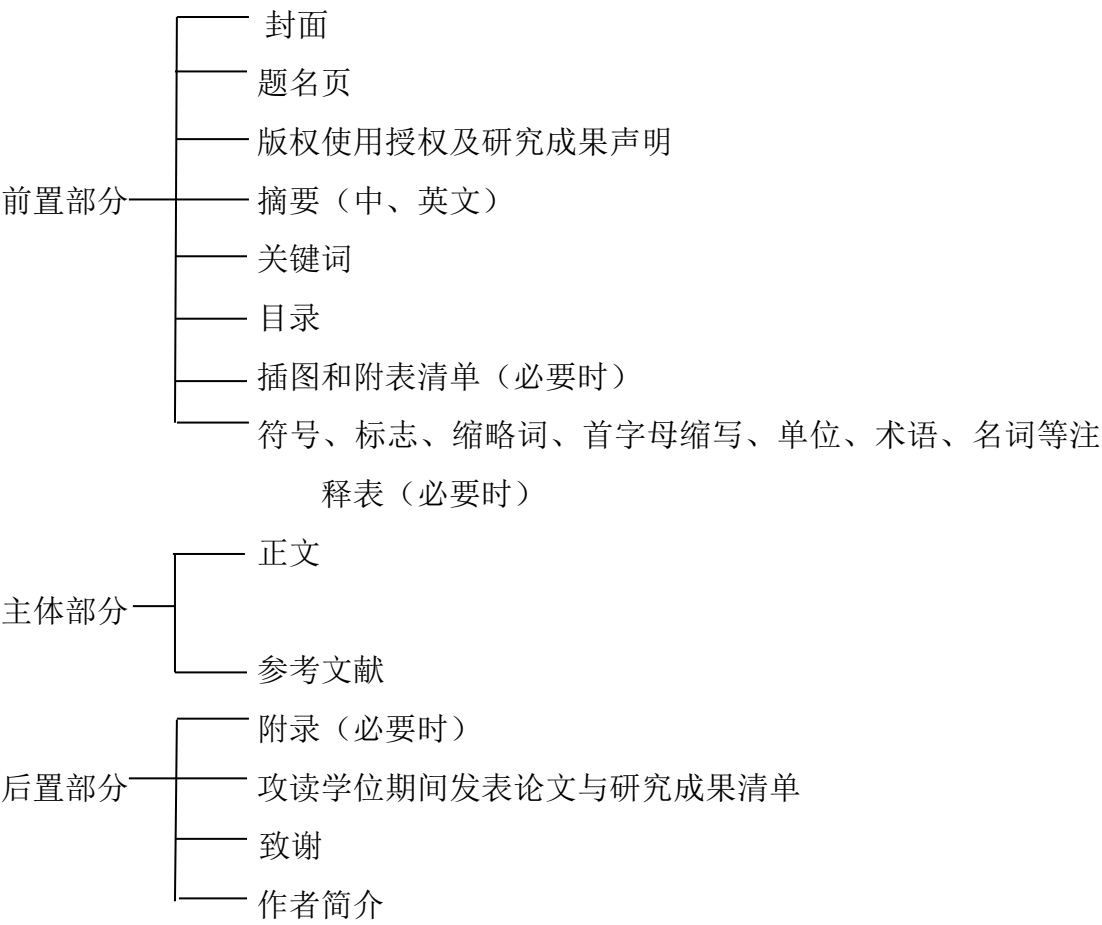 封面
题名页
版权使用授权及研究成果声明
前置部分
摘要（中、英文）
关键词
目录
插图和附表清单（必要时）
符号、标志、缩略词、首字母缩写、单位、术语、名词等注
释表（必要时）
正文
主体部分
参考文献
附录（必要时）
后置部分
攻读学位期间发表论文与研究成果清单
致谢
作者简介